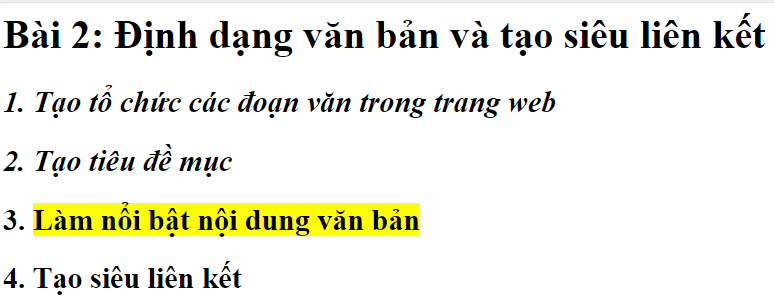 Bài 2: Định dạng văn bản và tạo siêu liên kết
1. Tạo tổ chức các đoạn văn trong trang web
2. Tạo tiêu đề mục
3. Làm nổi bật nội dung văn bản
4. Tạo siêu liên kết